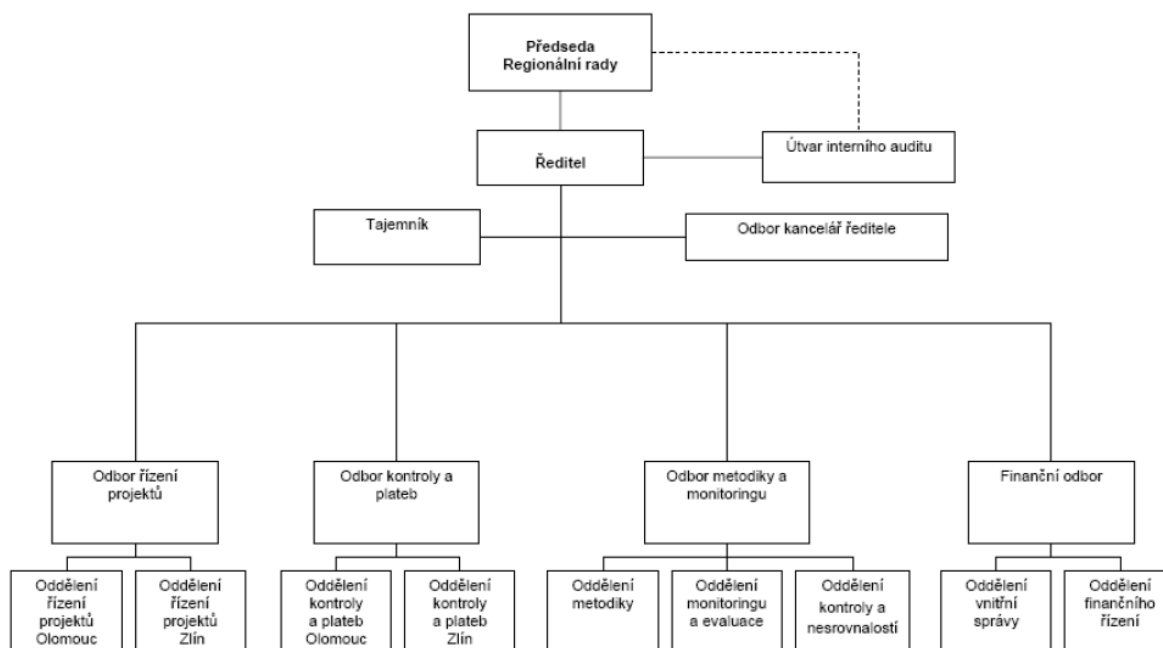 Předseda
Regionální rady
Ředitel
Útvar interního auditu
Tajemník
Odbor kancelář ředitele
Odbor řízení
projektů
Odbor kontroly a
plateb
Odbor metodiky a
monitoringu
Finanční odbor
Oddělení
řízení
projektů
Olomouc
Oddělení
řízení
projektů
Zlín
Oddělení
kontroly
a plateb
Olomouc
Oddělení
kontroly
a plateb
Zlín
Oddělení
metodiky
Oddělení
monitoringu
a evaluace
Oddělení
kontroly a
nesrovnalostí
Oddělení
vnitřní
správy
Oddělení
finančního
řízení